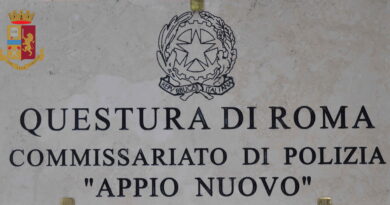 QUESTURA DI ROMA
COMMISSARIATO DI POLIZIA
"APPIO NUOVO"